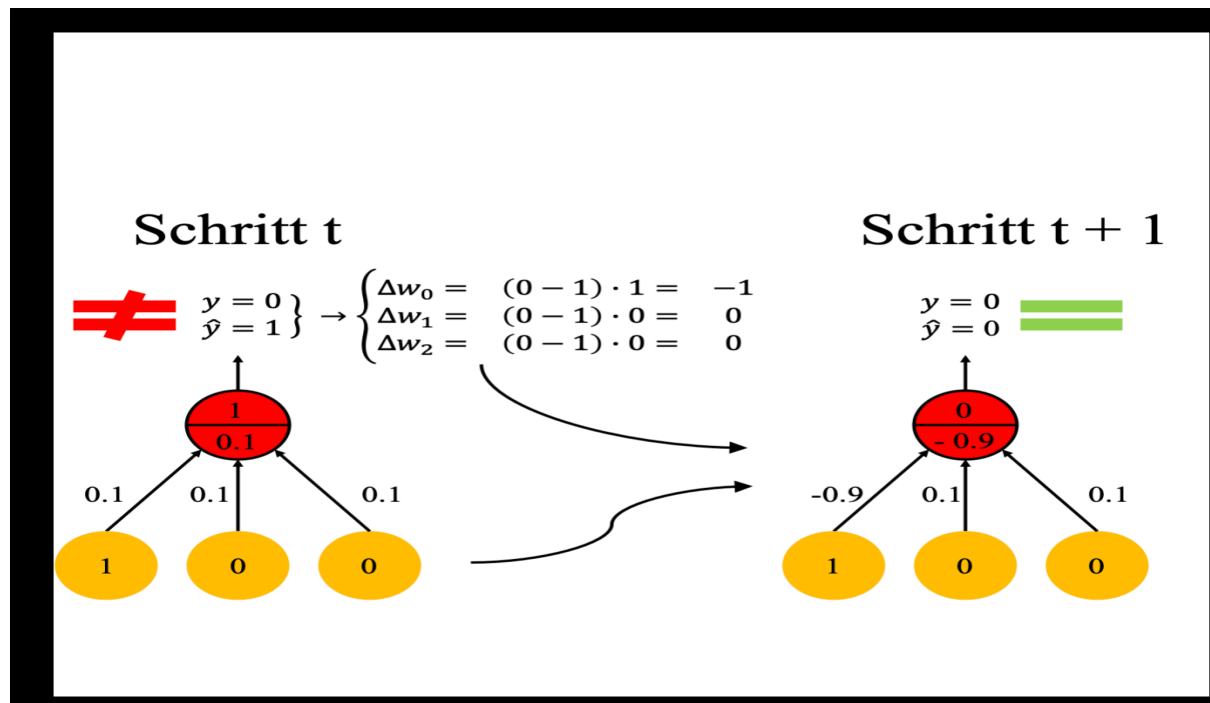 Schritt t
Schritt t + 1
y = 0
ŷ = 1 } → {
Δw₀ = (0 − 1) · 1 = −1
Δw₁ = (0 − 1) · 0 = 0
Δw₂ = (0 − 1) · 0 = 0
y = 0
ŷ = 0
1
0.1
0.1 0.1 0.1
1 0 0
0
- 0.9
-0.9 0.1 0.1
1 0 0